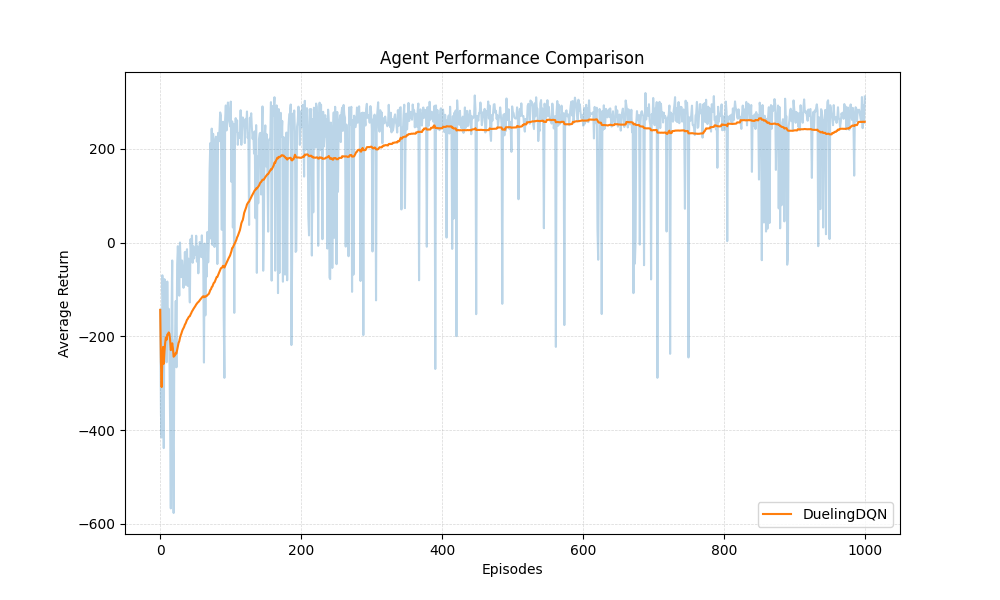 Agent Performance Comparison
Average Return
200
0
−200
−400
−600
0 200 400 600 800 1000
Episodes
DuelingDQN